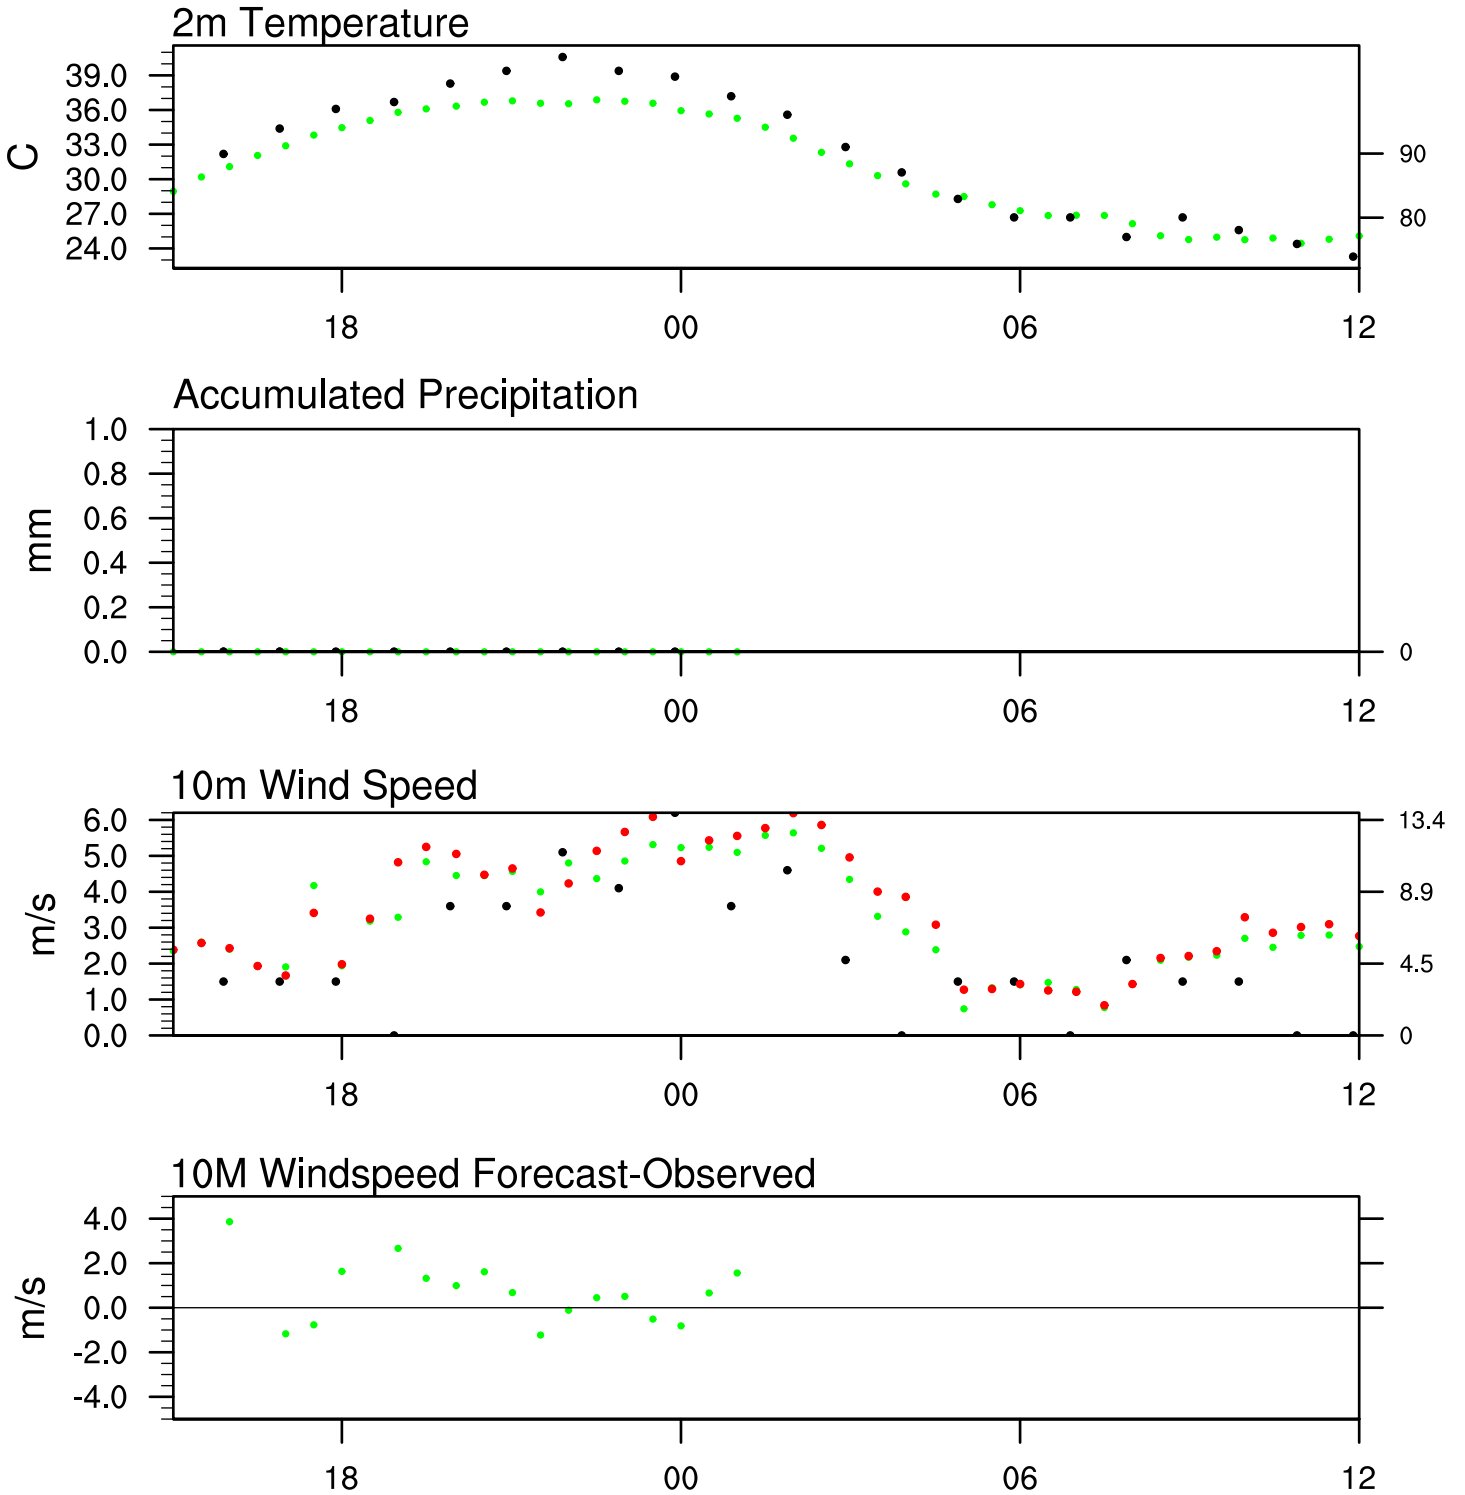 2m Temperature
39.0
36.0
33.0
30.0
27.0
24.0
C
90
80
18 00 06 12
Accumulated Precipitation
1.0
0.8
0.6
0.4
0.2
0.0
mm
0
18 00 06 12
10m Wind Speed
6.0 13.4
5.0
4.0 8.9
3.0
2.0 4.5
1.0
0.0 0
m/s
18 00 06 12
10M Windspeed Forecast-Observed
4.0
2.0
0.0
-2.0
-4.0
m/s
18 00 06 12